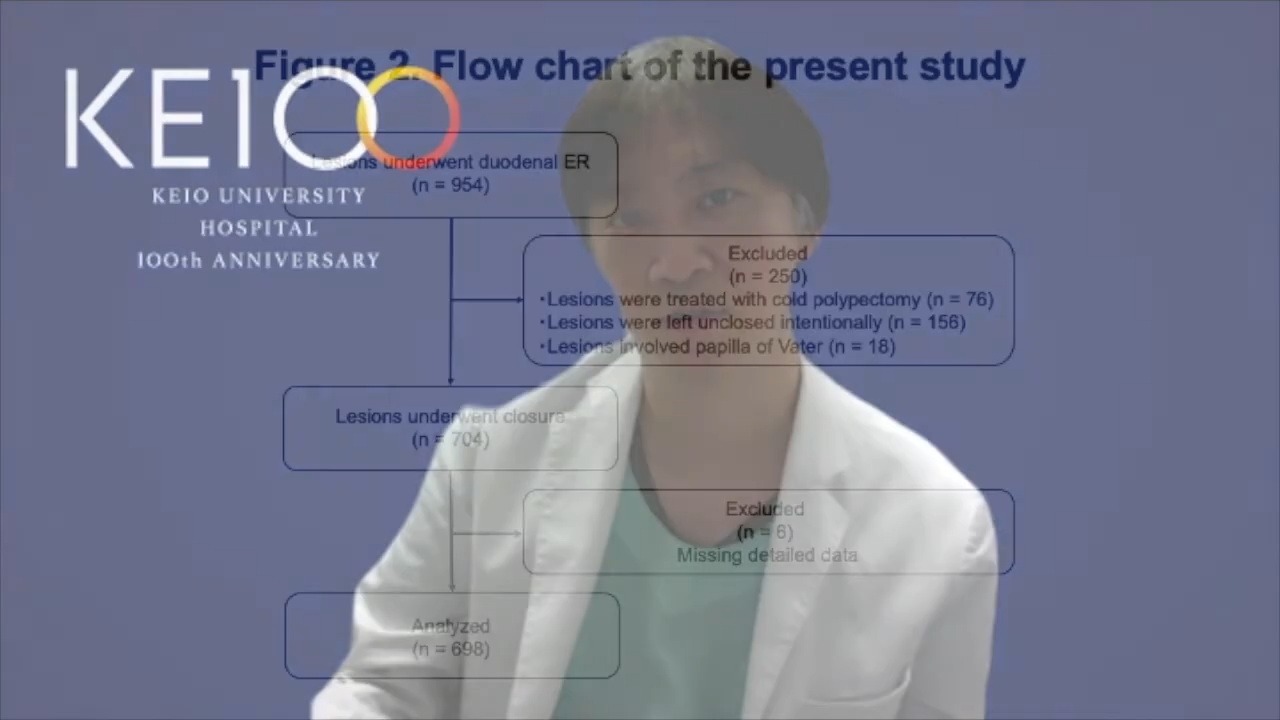 Figure 2. Flow chart of the present study
KEIOO
KEIO UNIVERSITY
HOSPITAL
100th ANNIVERSARY
Lesions underwent duodenal ER
(n = 954)
Excluded
(n = 250)
・Lesions were treated with cold polypectomy (n = 76)
・Lesions were left unclosed intentionally (n = 156)
・Lesions involved papilla of Vater (n = 18)
Lesions underwent closure
(n = 704)
Excluded
(n = 6)
Missing detailed data
Analyzed
(n = 698)